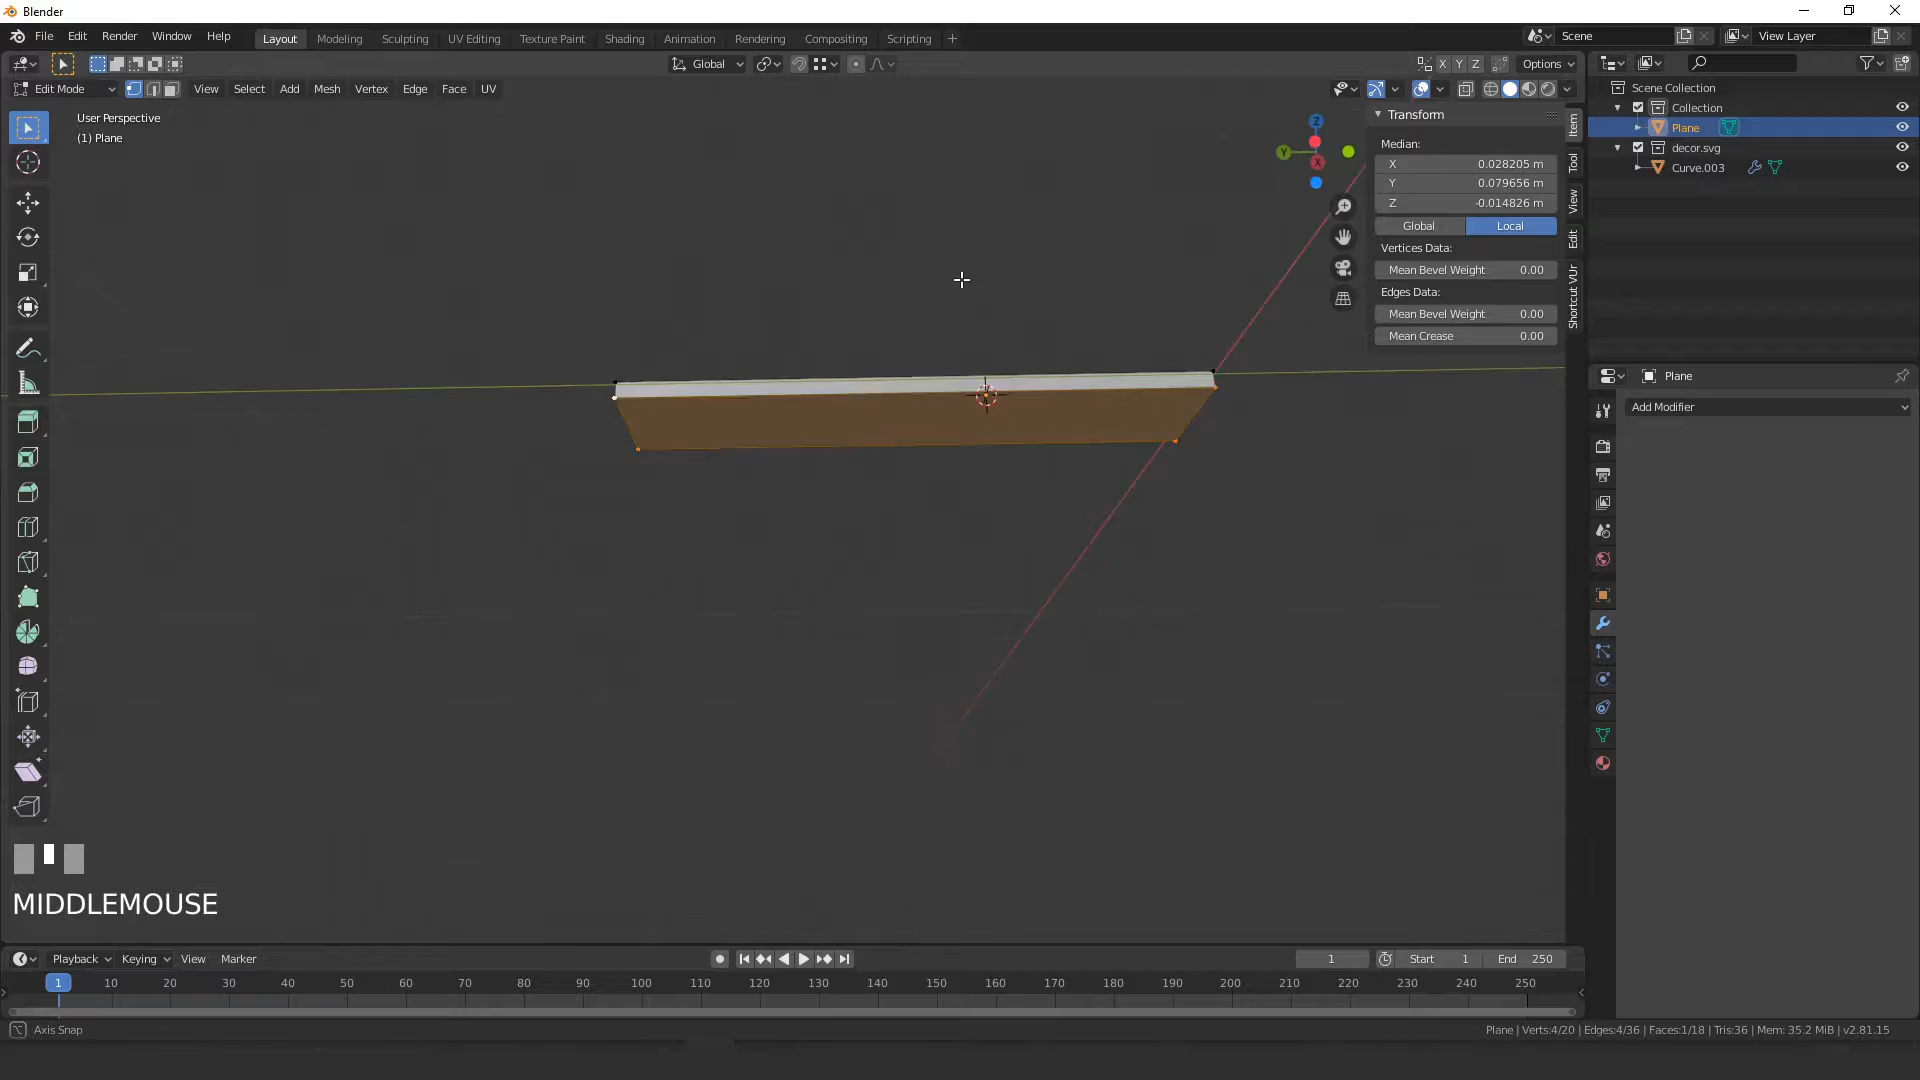 Blender
File Edit Render Window Help
Layout Modeling Sculpting UV Editing Texture Paint Shading Animation Rendering Compositing Scripting +
Scene
View Layer
Global
X Y Z
Options
Edit Mode
View Select Add Mesh Vertex Edge Face UV
User Perspective
(1) Plane
Z
Y
X
Transform
Median:
X 0.028205 m
Y 0.079656 m
Z -0.014826 m
Global Local
Vertices Data:
Mean Bevel Weight 0.00
Edges Data:
Mean Bevel Weight 0.00
Mean Crease 0.00
Item
Tool
View
Edit
Shortcut VUr
Scene Collection
Collection
Plane
decor.svg
Curve.003
Plane
Add Modifier
MIDDLEMOUSE
Playback Keying View Marker
1
Start 1
End 250
1 10 20 30 40 50 60 70 80 90 100 110 120 130 140 150 160 170 180 190 200 210 220 230 240 250
Axis Snap
Plane | Verts:4/20 | Edges:4/36 | Faces:1/18 | Tris:36 | Mem: 35.2 MiB | v2.81.15